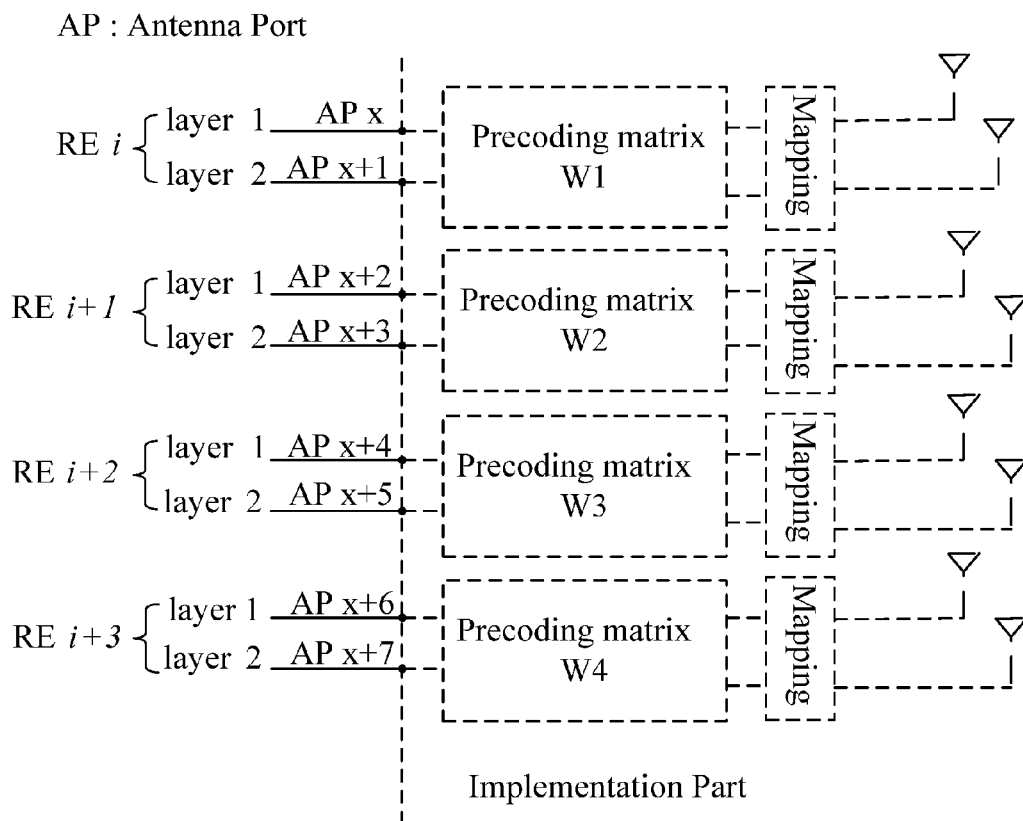 AP : Antenna Port
RE i
layer 1
AP x
layer 2
AP x+1
Precoding matrix
W1
Mapping
RE i+1
layer 1
AP x+2
layer 2
AP x+3
Precoding matrix
W2
Mapping
RE i+2
layer 1
AP x+4
layer 2
AP x+5
Precoding matrix
W3
Mapping
RE i+3
layer 1
AP x+6
layer 2
AP x+7
Precoding matrix
W4
Mapping
Implementation Part